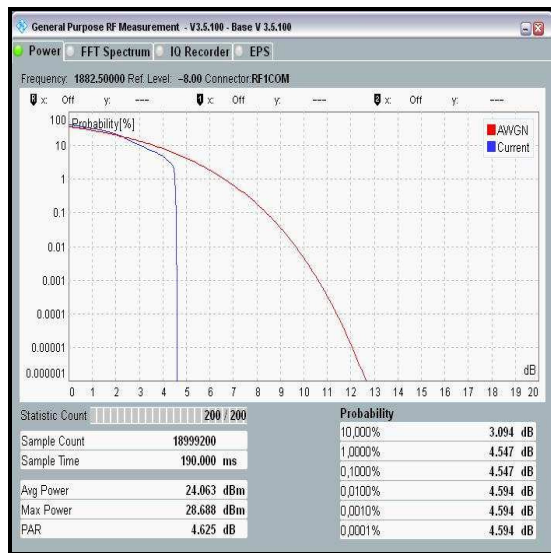 General Purpose RF Measurement - V3.5.100 - Base V 3.5.100
Power FFT Spectrum IQ Recorder EPS
Frequency: 1882.50000 Ref. Level: -8.00 Connector:RF1COM
x: Off y: --- x: Off y: --- x: Off y: ---
100 Probability[%]
AWGN
Current
10
1
0.1
0.01
0.001
0.0001
0.00001
0.000001
dB
0 1 2 3 4 5 6 7 8 9 10 11 12 13 14 15 16 17 18 19 20
Statistic Count 200 / 200
Sample Count 18999200
Sample Time 190.000 ms
Avg Power 24.063 dBm
Max Power 28.688 dBm
PAR 4.625 dB
Probability
10,000% 3.094 dB
1,0000% 4.547 dB
0,1000% 4.547 dB
0,0100% 4.594 dB
0,0010% 4.594 dB
0,0001% 4.594 dB